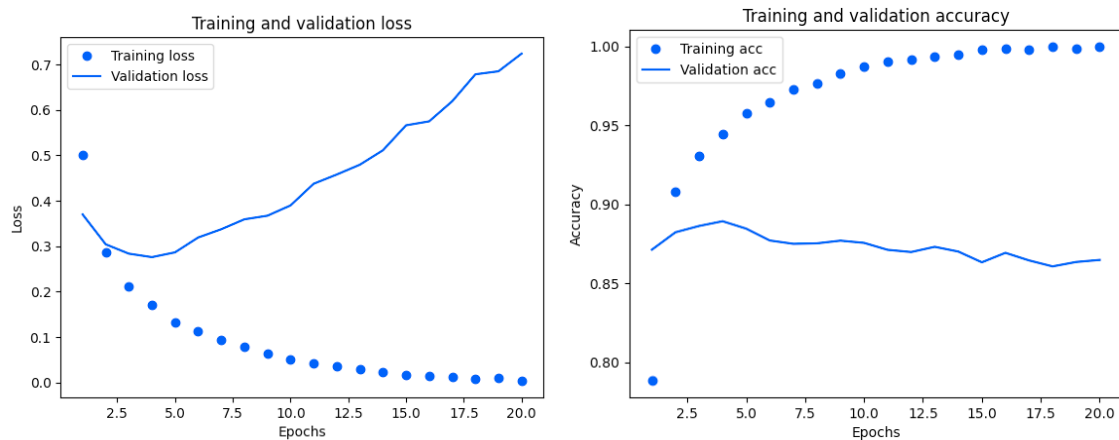 Training and validation loss
Training loss
Validation loss
0.7
0.6
0.5
0.4
0.3
0.2
0.1
0.0
Loss
2.5 5.0 7.5 10.0 12.5 15.0 17.5 20.0
Epochs
Training and validation accuracy
Training acc
Validation acc
1.00
0.95
0.90
0.85
0.80
Accuracy
2.5 5.0 7.5 10.0 12.5 15.0 17.5 20.0
Epochs